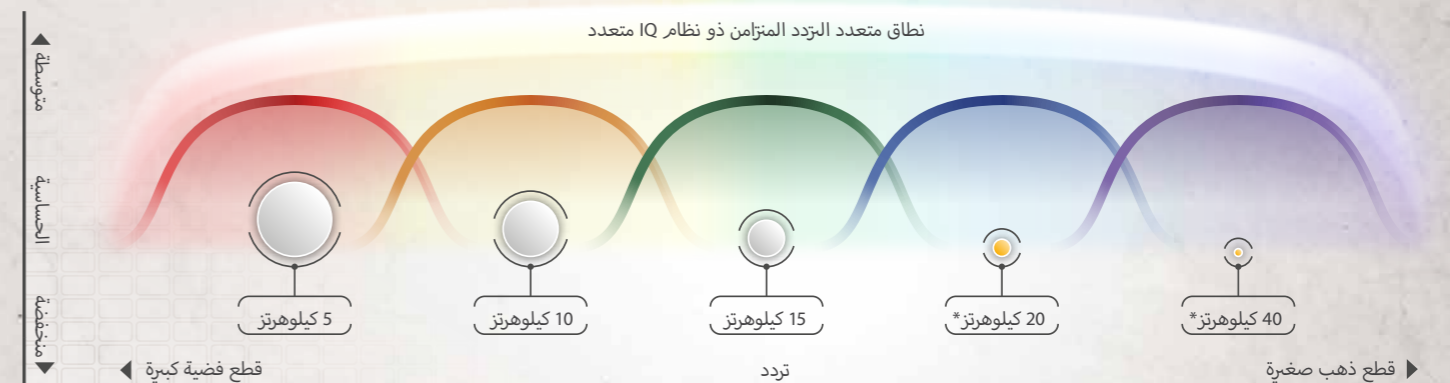 نطاق متعدد التردد المتزامن ذو نظام IQ متعدد
متوسطة
الحساسية
منخفضة
5 كيلوهرتز
10 كيلوهرتز
15 كيلوهرتز
20 كيلوهرتز*
40 كيلوهرتز*
قطع فضية كبيرة
تردد
قطع ذهب صغيرة